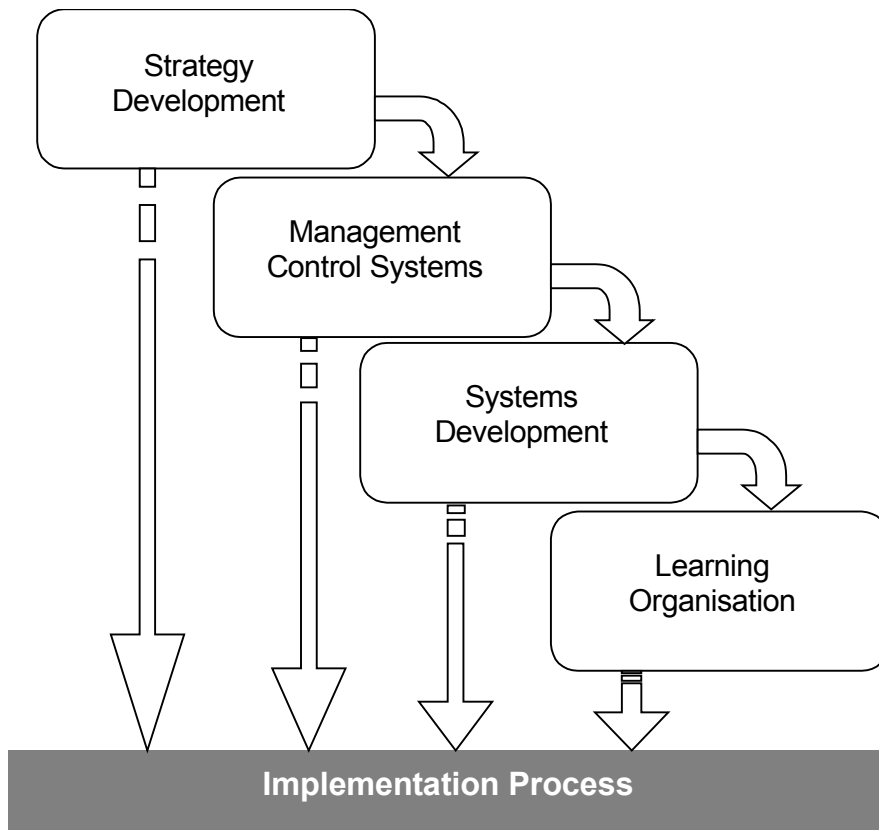 Strategy
Development
Management
Control Systems
Systems
Development
Learning
Organisation
Implementation Process